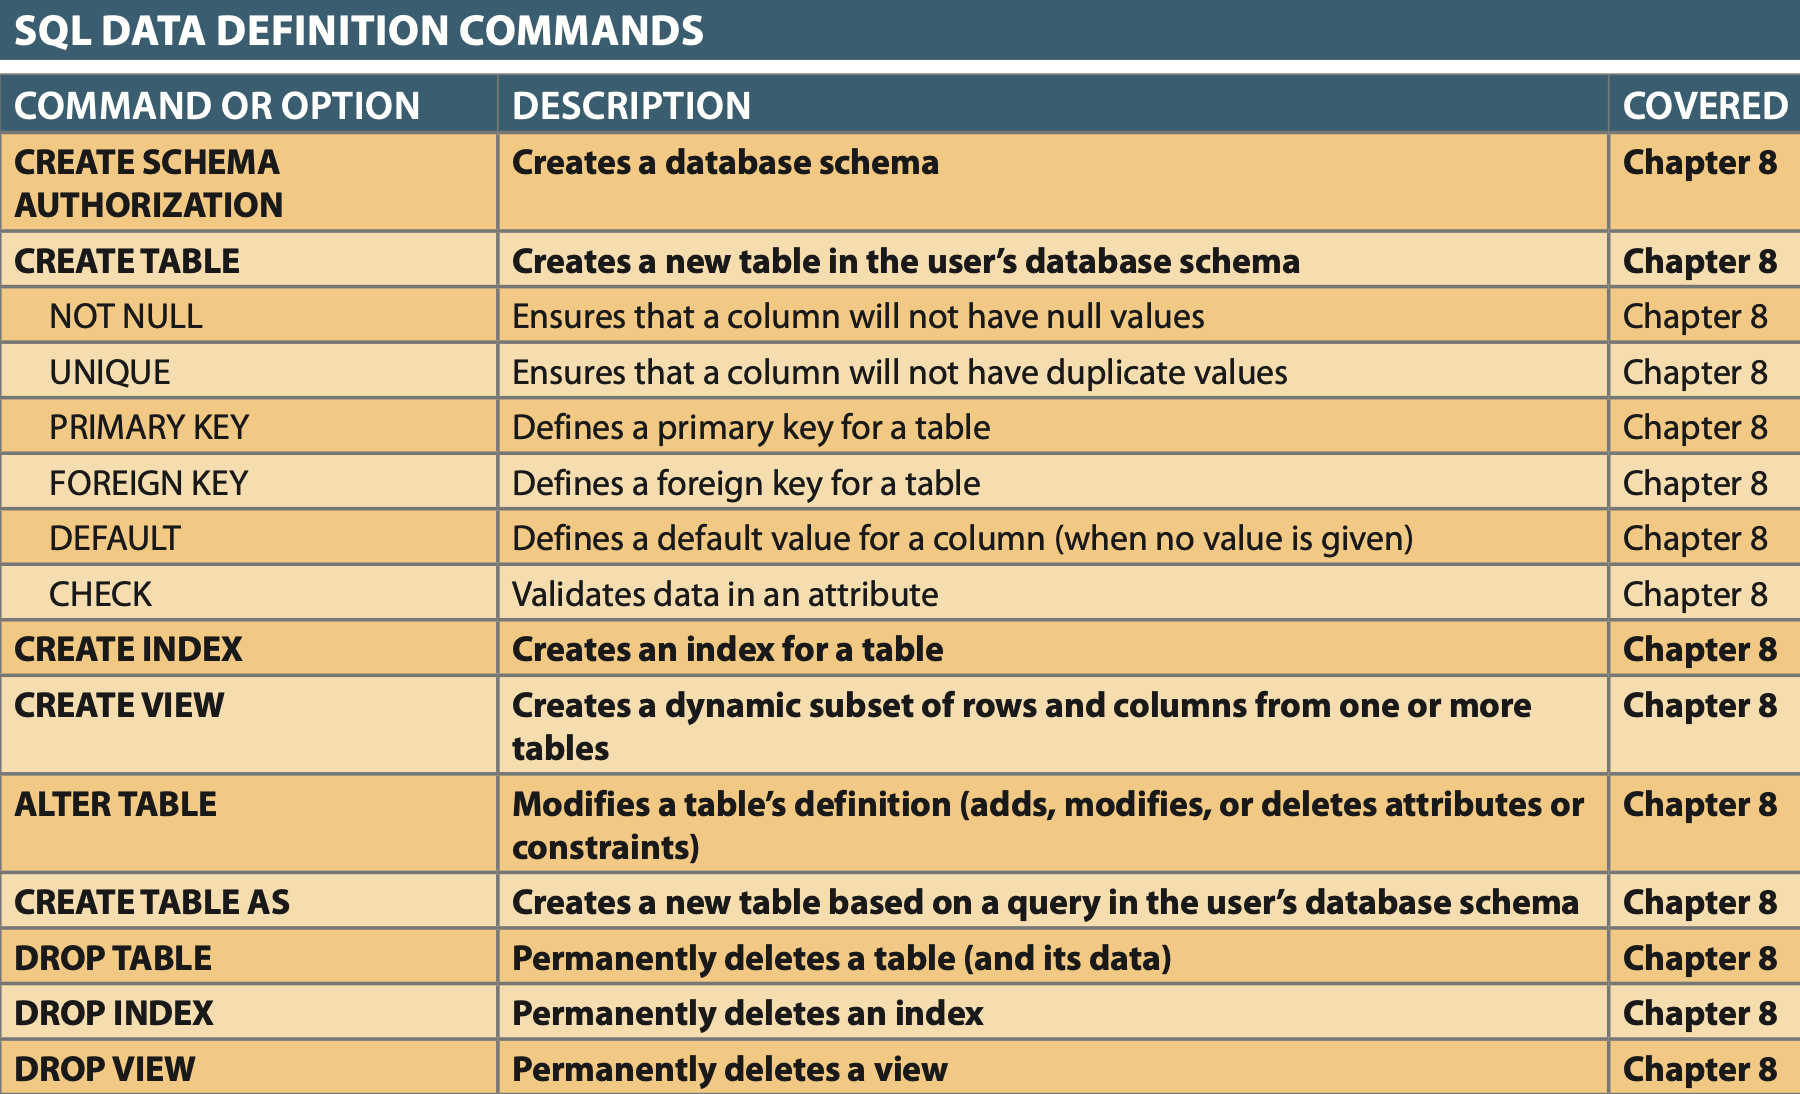 SQL DATA DEFINITION COMMANDS
COMMAND OR OPTION DESCRIPTION COVERED
CREATE SCHEMA AUTHORIZATION Creates a database schema Chapter 8
CREATE TABLE Creates a new table in the user’s database schema Chapter 8
NOT NULL Ensures that a column will not have null values Chapter 8
UNIQUE Ensures that a column will not have duplicate values Chapter 8
PRIMARY KEY Defines a primary key for a table Chapter 8
FOREIGN KEY Defines a foreign key for a table Chapter 8
DEFAULT Defines a default value for a column (when no value is given) Chapter 8
CHECK Validates data in an attribute Chapter 8
CREATE INDEX Creates an index for a table Chapter 8
CREATE VIEW Creates a dynamic subset of rows and columns from one or more tables Chapter 8
ALTER TABLE Modifies a table’s definition (adds, modifies, or deletes attributes or constraints) Chapter 8
CREATE TABLE AS Creates a new table based on a query in the user’s database schema Chapter 8
DROP TABLE Permanently deletes a table (and its data) Chapter 8
DROP INDEX Permanently deletes an index Chapter 8
DROP VIEW Permanently deletes a view Chapter 8